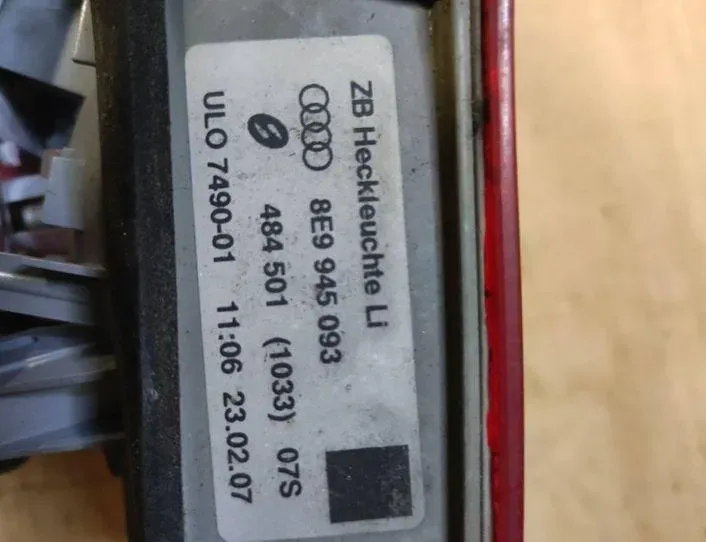 ZB Heckleuchte Li
8E9 945 093
484 501 (1033) 07S
ULO 7490-01 11:06 23.02.07